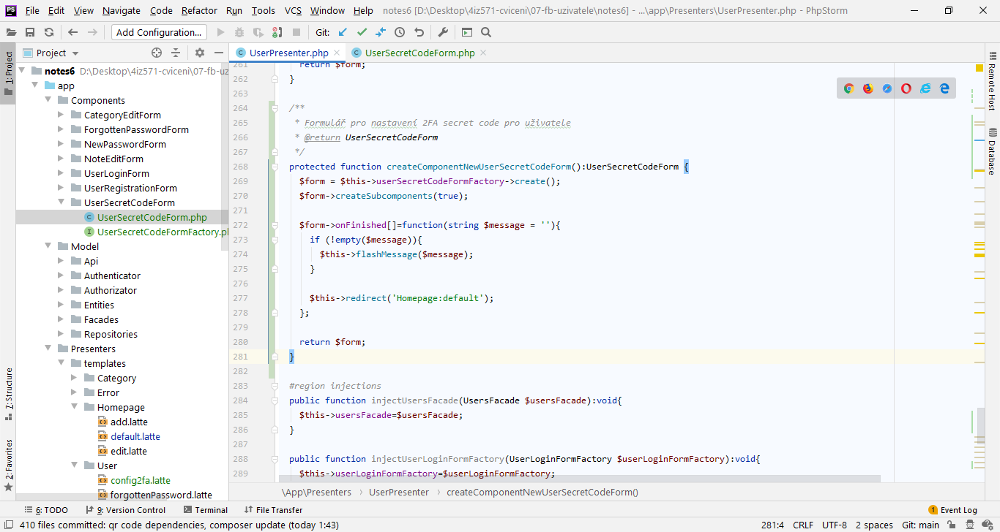 PS File Edit View Navigate Code Refactor Run Tools VCS Window Help notes6 [D:\Desktop\4iz571-cviceni\07-fb-uzivatele\notes6] - ...\app\Presenters\UserPresenter.php - PhpStorm
Add Configuration... Git:
Project
UserPresenter.php
UserSecretCodeForm.php
1: Project
7: Structure
2: Favorites
notes6 D:\Desktop\4iz571-cviceni\07-fb-uz
app
Components
CategoryEditForm
ForgottenPasswordForm
NewPasswordForm
NoteEditForm
UserLoginForm
UserRegistrationForm
UserSecretCodeForm
UserSecretCodeForm.php
UserSecretCodeFormFactory.p
Model
Api
Authenticator
Authorizator
Entities
Facades
Repositories
Presenters
templates
Category
Error
Homepage
add.latte
default.latte
edit.latte
User
config2fa.latte
forgottenPassword.latte
261 return $form;
262 }
263
264 /**
265 * Formulář pro nastavení 2FA secret code pro uživatele
266 * @return UserSecretCodeForm
267 */
268 protected function createComponentNewUserSecretCodeForm():UserSecretCodeForm {
269 $form = $this->userSecretCodeFormFactory->create();
270 $form->createSubcomponents(true);
271
272 $form->onFinished[]=function(string $message = ''){
273 if (!empty($message)){
274 $this->flashMessage($message);
275 }
276
277 $this->redirect('Homepage:default');
278 };
279
280 return $form;
281 }
282
283 #region injections
284 public function injectUsersFacade(UsersFacade $usersFacade):void{
285 $this->usersFacade=$usersFacade;
286 }
287
288 public function injectUserLoginFormFactory(UserLoginFormFactory $userLoginFormFactory):void{
289 $this->userLoginFormFactory=$userLoginFormFactory;
Remote Host
Database
\App\Presenters › UserPresenter › createComponentNewUserSecretCodeForm()
6: TODO 9: Version Control Terminal File Transfer 1 Event Log
410 files committed: qr code dependencies, composer update (today 1:43) 281:4 CRLF UTF-8 2 spaces Git: main